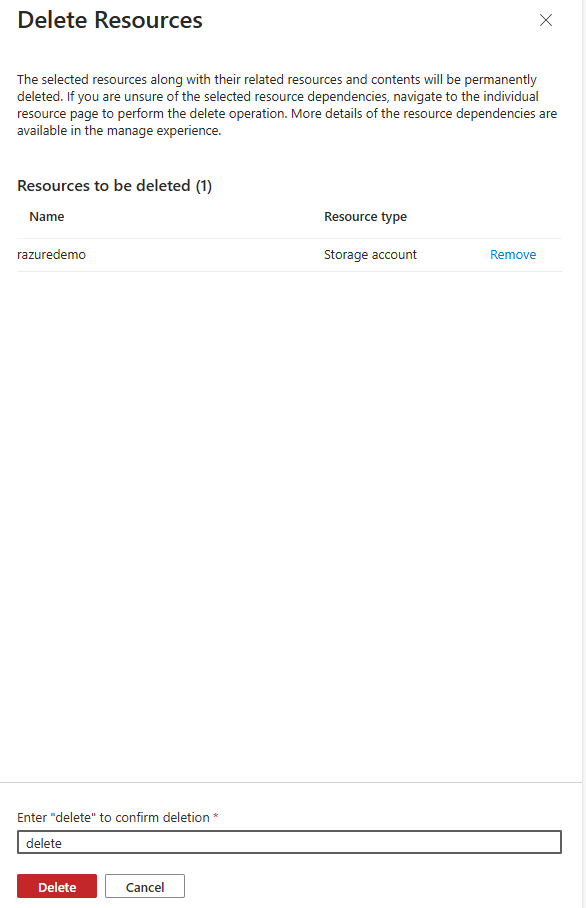 Delete Resources
The selected resources along with their related resources and contents will be permanently
deleted. If you are unsure of the selected resource dependencies, navigate to the individual
resource page to perform the delete operation. More details of the resource dependencies are
available in the manage experience.
Resources to be deleted (1)
Name Resource type
razuredemo Storage account Remove
Enter "delete" to confirm deletion *
delete
Delete Cancel